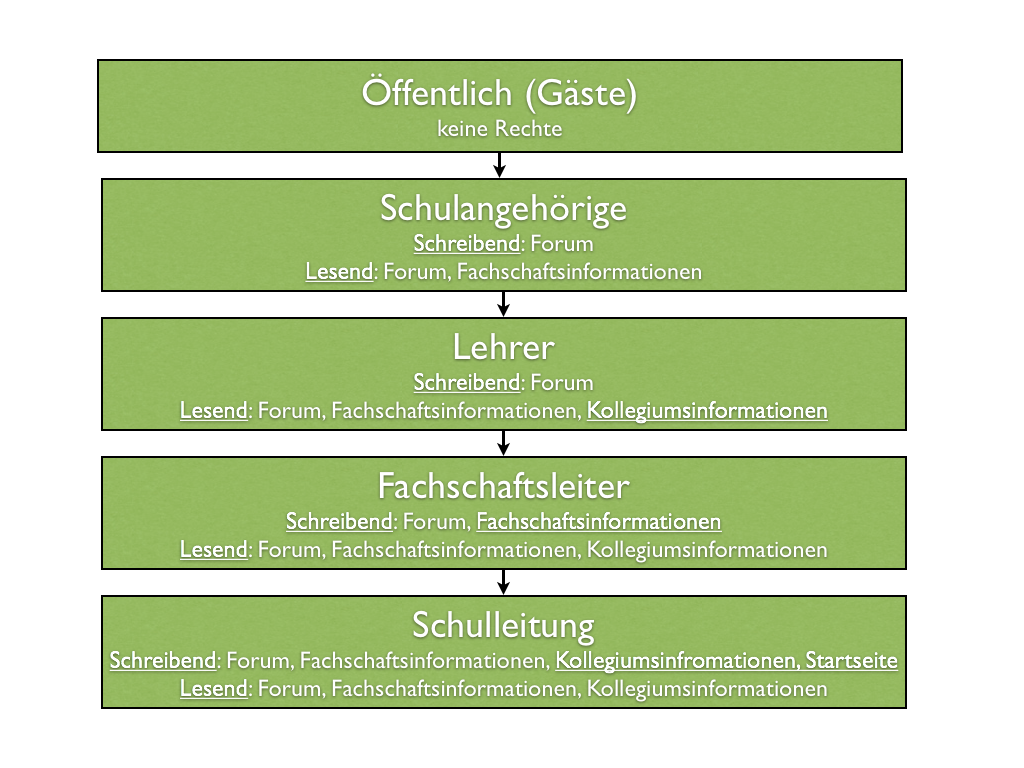 Öffentlich (Gäste)
keine Rechte
Schulangehörige
Schreibend: Forum
Lesend: Forum, Fachschaftsinformationen
Lehrer
Schreibend: Forum
Lesend: Forum, Fachschaftsinformationen, Kollegiumsinformationen
Fachschaftsleiter
Schreibend: Forum, Fachschaftsinformationen
Lesend: Forum, Fachschaftsinformationen, Kollegiumsinformationen
Schulleitung
Schreibend: Forum, Fachschaftsinformationen, Kollegiumsinfromationen, Startseite
Lesend: Forum, Fachschaftsinformationen, Kollegiumsinformationen